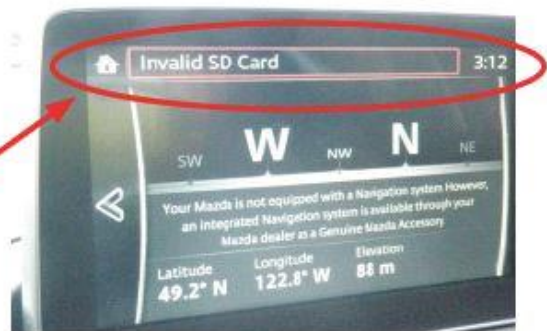 Invalid SD Card 3:12
SW W NW N NE
Your Mazda is not equipped with a Navigation system However,
an Integrated Navigation system is available through your
Mazda dealer as a Genuine Mazda Accessory.
Latitude Longitude Elevation
49.2° N 122.8° W 88 m